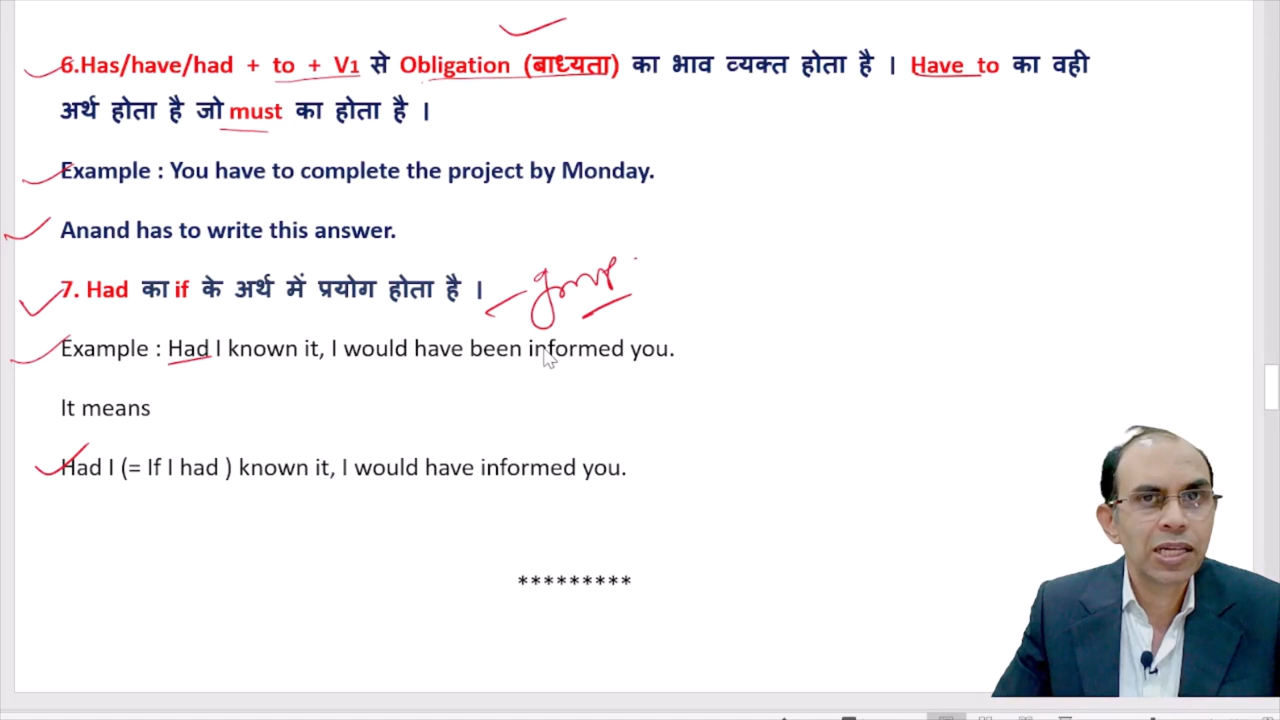 6.Has/have/had + to + V1 से Obligation (बाध्यता) का भाव व्यक्त होता है । Have to का वही
अर्थ होता है जो must का होता है ।
Example : You have to complete the project by Monday.
Anand has to write this answer.
7. Had का if के अर्थ में प्रयोग होता है ।
Example : Had I known it, I would have been informed you.
It means
Had I (= If I had ) known it, I would have informed you.
*********